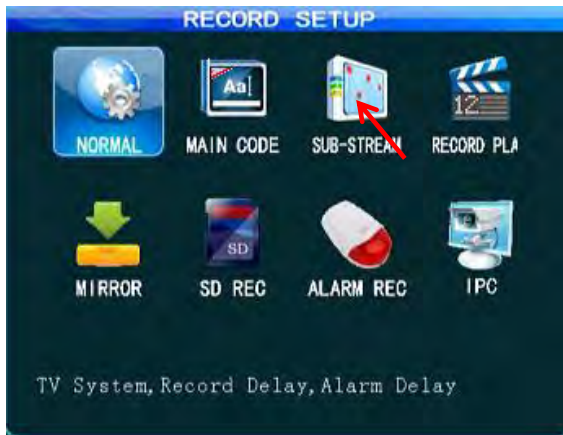 RECORD SETUP
Aa
12
NORMAL MAIN CODE SUB-STREAM RECORD PLA
SD
MIRROR SD REC ALARM REC IPC
TV System, Record Delay, Alarm Delay